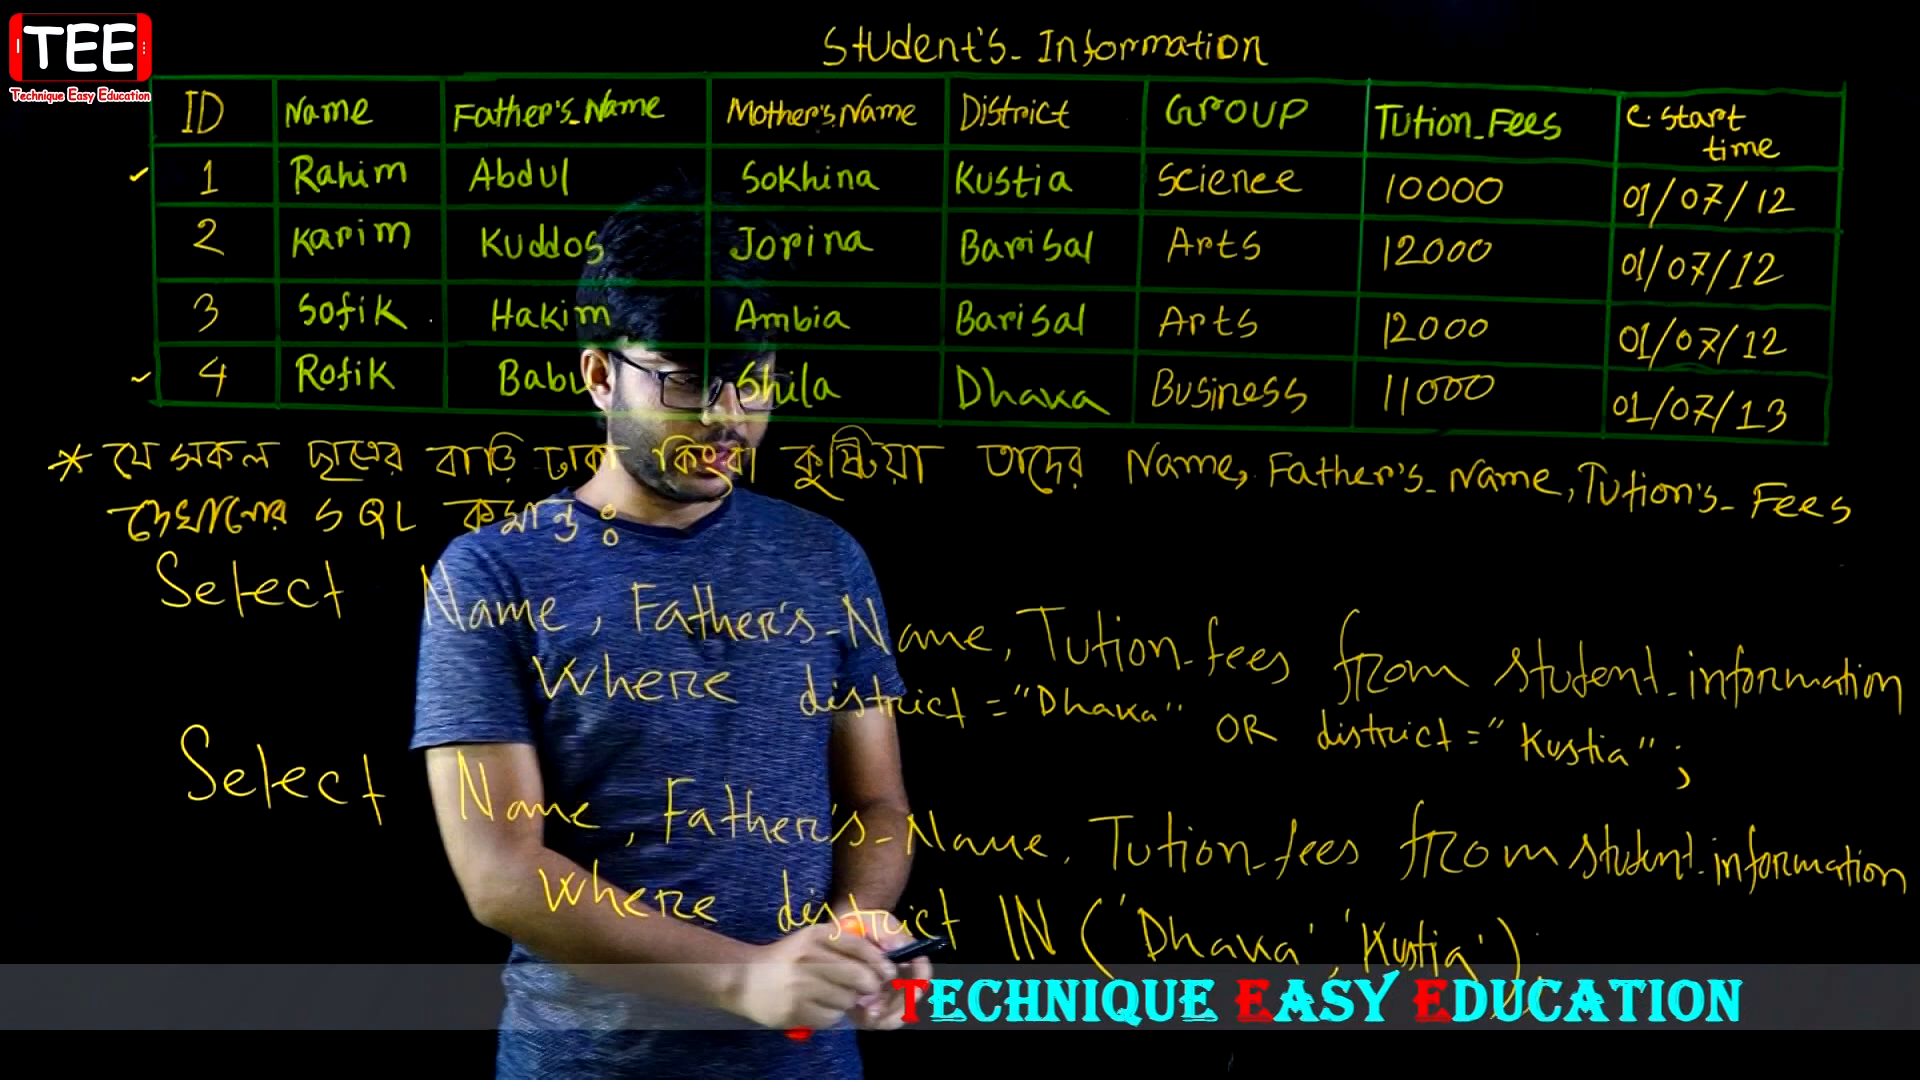 TEE
Technique Easy Education
Student's_Information
ID Name Father's_Name Mother's_Name District GROUP Tution_Fees C. Start time
1 Rahim Abdul Sokhina Kustia Science 10000 01/07/12
2 Karim Kuddos Jorina Barisal Arts 12000 01/07/12
3 Sofik Hakim Ambia Barisal Arts 12000 01/07/12
4 Rofik Babu Shila Dhaka Business 11000 01/07/13
* যে সকল ছাত্রের বাড়ি ঢাকা কিংবা কুষ্টিয়া তাদের Name, Father's_Name, Tution's_Fees
দেখানোর SQL কমান্ড :
Select Name, Father's_Name, Tution_fees from student_information
Where district = "Dhaka" OR district = "Kustia";
Select Name, Father's_Name, Tution_fees from student_information
Where district IN ('Dhaka', 'Kustia');
TECHNIQUE EASY EDUCATION